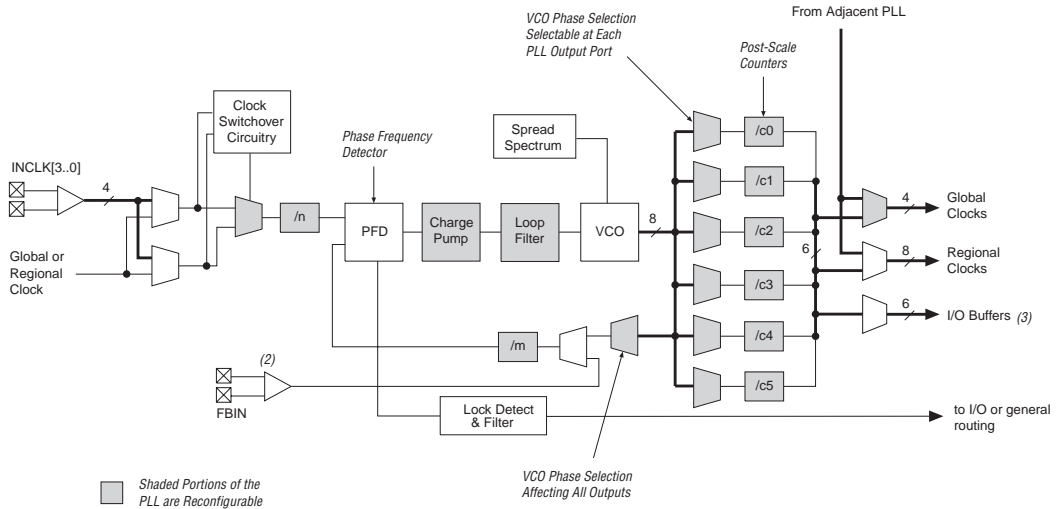 VCO Phase Selection
Selectable at Each
PLL Output Port
From Adjacent PLL
Post-Scale
Counters
Clock
Switchover
Circuitry
Phase Frequency
Detector
Spread
Spectrum
INCLK[3..0]
4
Global or
Regional
Clock
/n
PFD
Charge
Pump
Loop
Filter
VCO
8
/c0
/c1
/c2
/c3
/c4
/c5
6
4
Global
Clocks
8
Regional
Clocks
6
I/O Buffers (3)
/m
(2)
FBIN
Lock Detect
& Filter
to I/O or general
routing
VCO Phase Selection
Affecting All Outputs
Shaded Portions of the
PLL are Reconfigurable